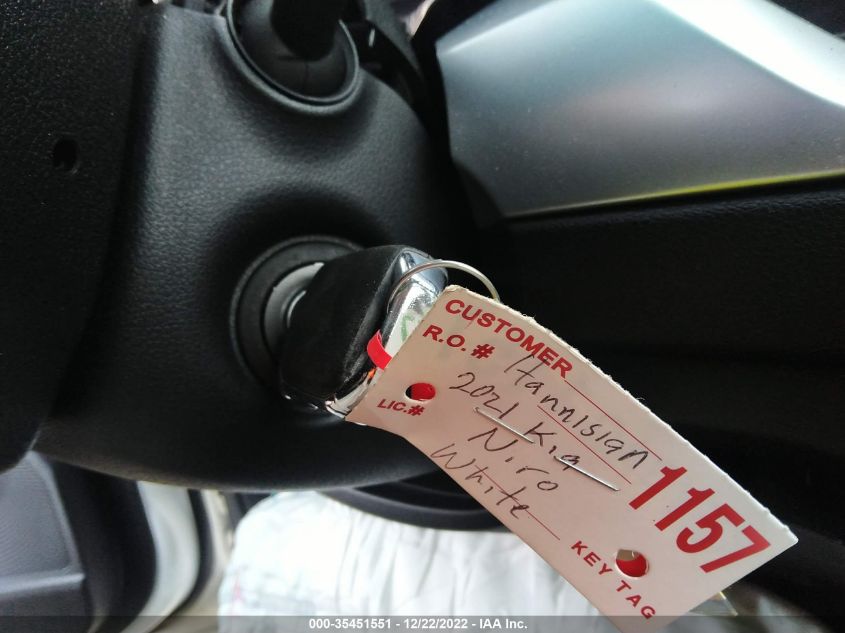 CUSTOMER
R.O. # Hannisian
2021 Kia
LIC.# Niro
White
1157
KEY TAG
000-35451551 - 12/22/2022 - IAA Inc.